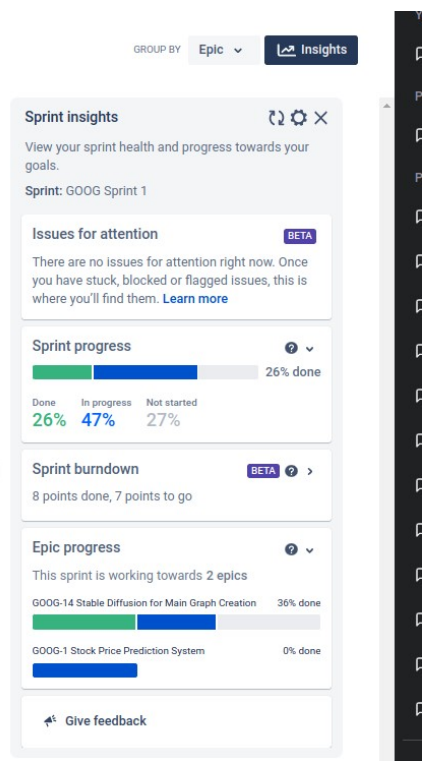 GROUP BY Epic Insights
Sprint insights
View your sprint health and progress towards your
goals.
Sprint: GOOG Sprint 1
Issues for attention BETA
There are no issues for attention right now. Once
you have stuck, blocked or flagged issues, this is
where you'll find them. Learn more
Sprint progress
26% done
Done In progress Not started
26% 47% 27%
Sprint burndown BETA
8 points done, 7 points to go
Epic progress
This sprint is working towards 2 epics
GOOG-14 Stable Diffusion for Main Graph Creation 36% done
GOOG-1 Stock Price Prediction System 0% done
Give feedback